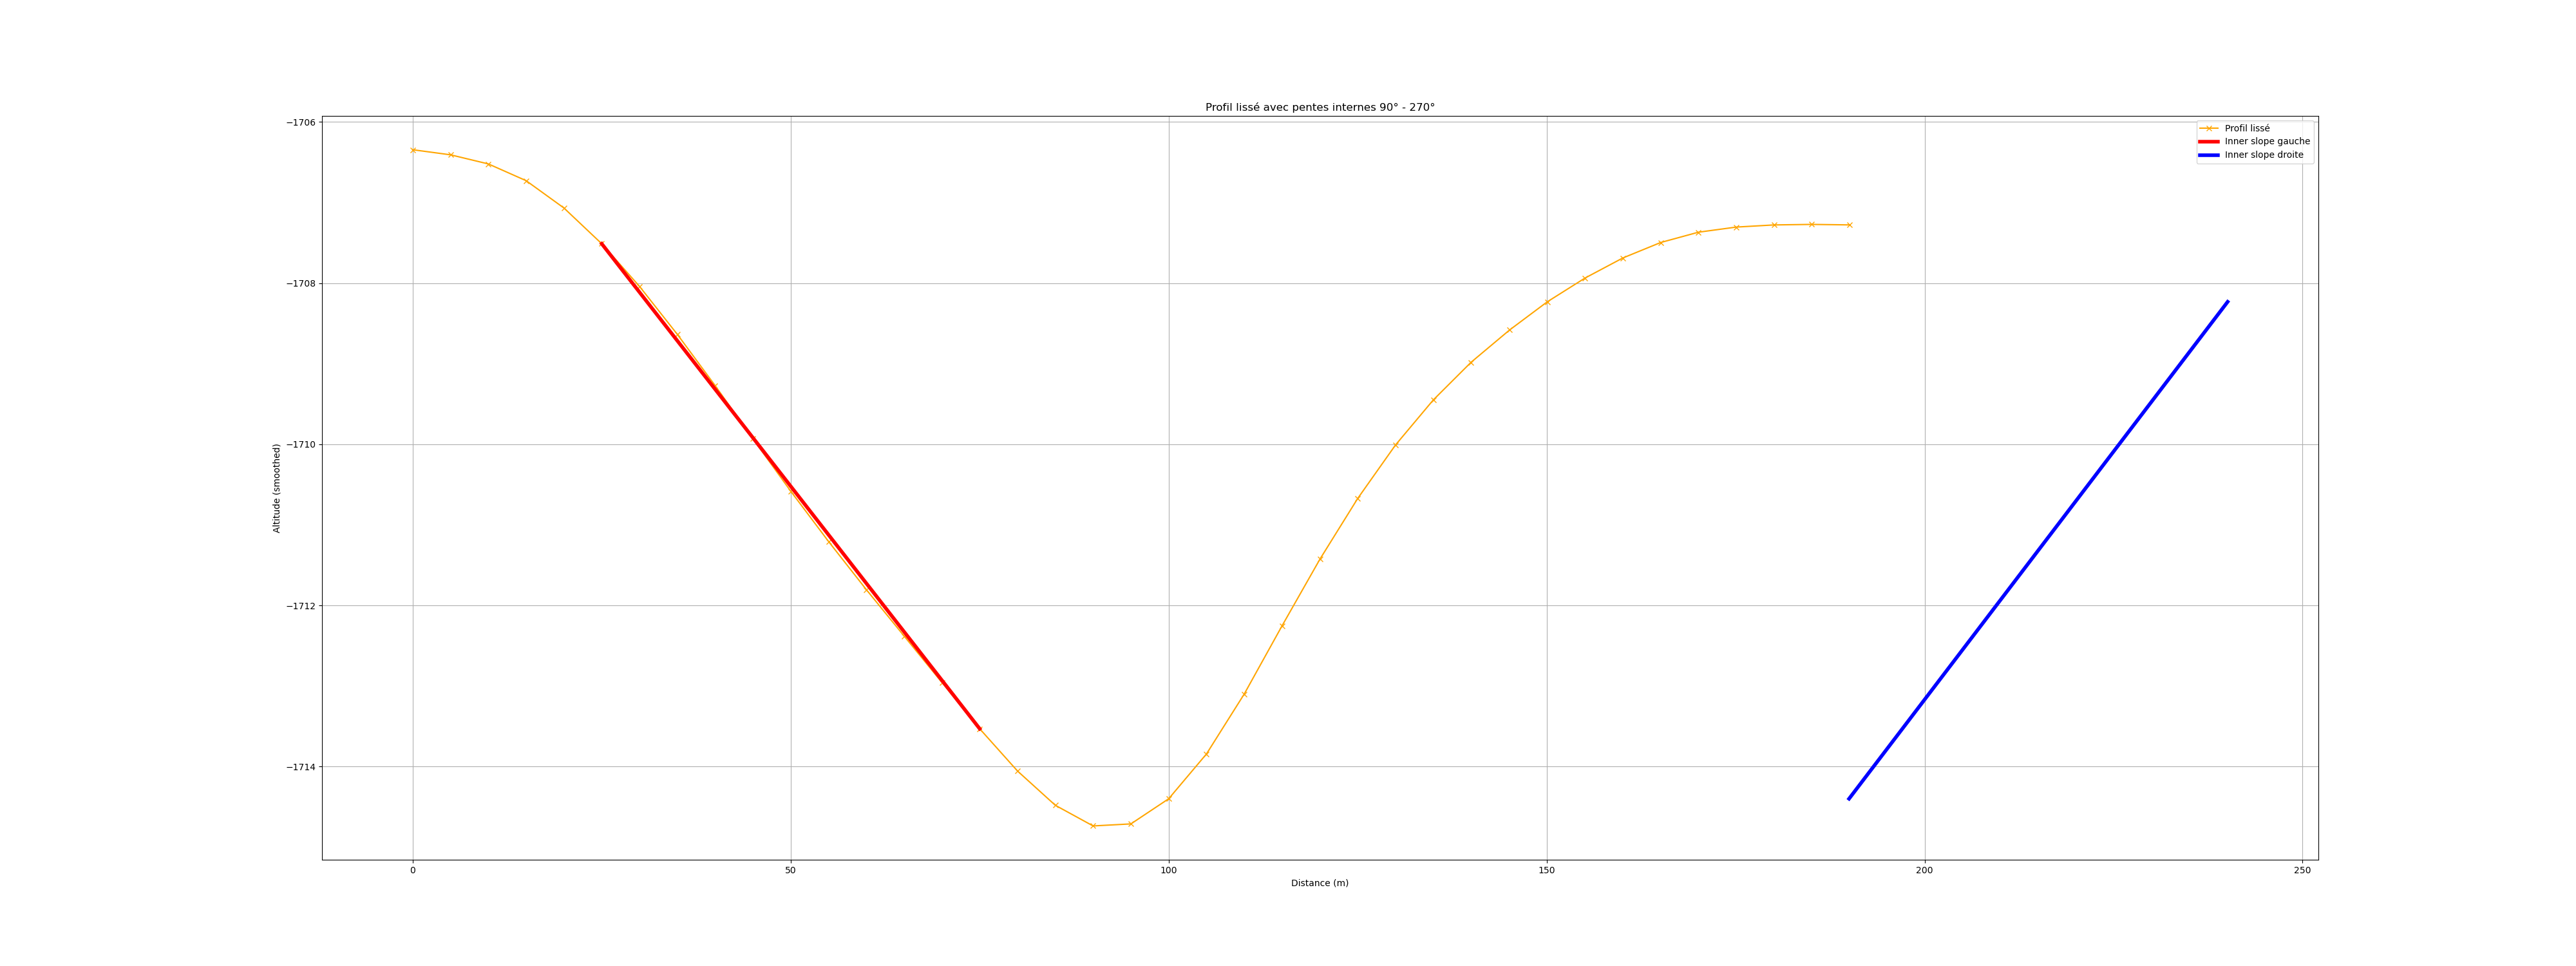 Profil lissé avec pentes internes 90° - 270°
Profil lissé
Inner slope gauche
Inner slope droite
−1706
−1708
−1710
−1712
−1714
Altitude (smoothed)
0
50
100
150
200
250
Distance (m)